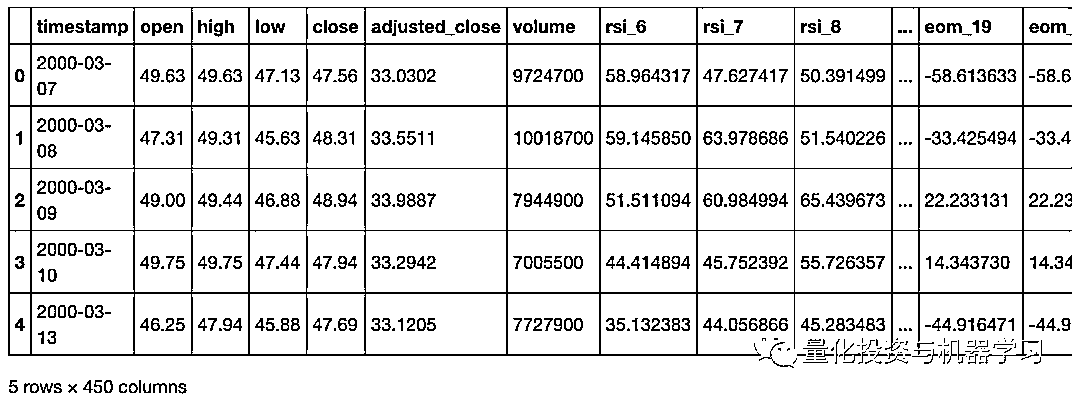 timestamp open high low close adjusted_close volume rsi_6 rsi_7 rsi_8 ... eom_19 eom_
0 2000-03-07 49.63 49.63 47.13 47.56 33.0302 9724700 58.964317 47.627417 50.391499 ... -58.613633 -58.6
1 2000-03-08 47.31 49.31 45.63 48.31 33.5511 10018700 59.145850 63.978686 51.540226 ... -33.425494 -33.4
2 2000-03-09 49.00 49.44 46.88 48.94 33.9887 7944900 51.511094 60.984994 65.439673 ... 22.233131 22.23
3 2000-03-10 49.75 49.75 47.44 47.94 33.2942 7005500 44.414894 45.752392 55.726357 ... 14.343730 14.34
4 2000-03-13 46.25 47.94 45.88 47.69 33.1205 7727900 35.132383 44.056866 45.283483 ... -44.916471 -44.9
量化投资与机器学习
5 rows × 450 columns